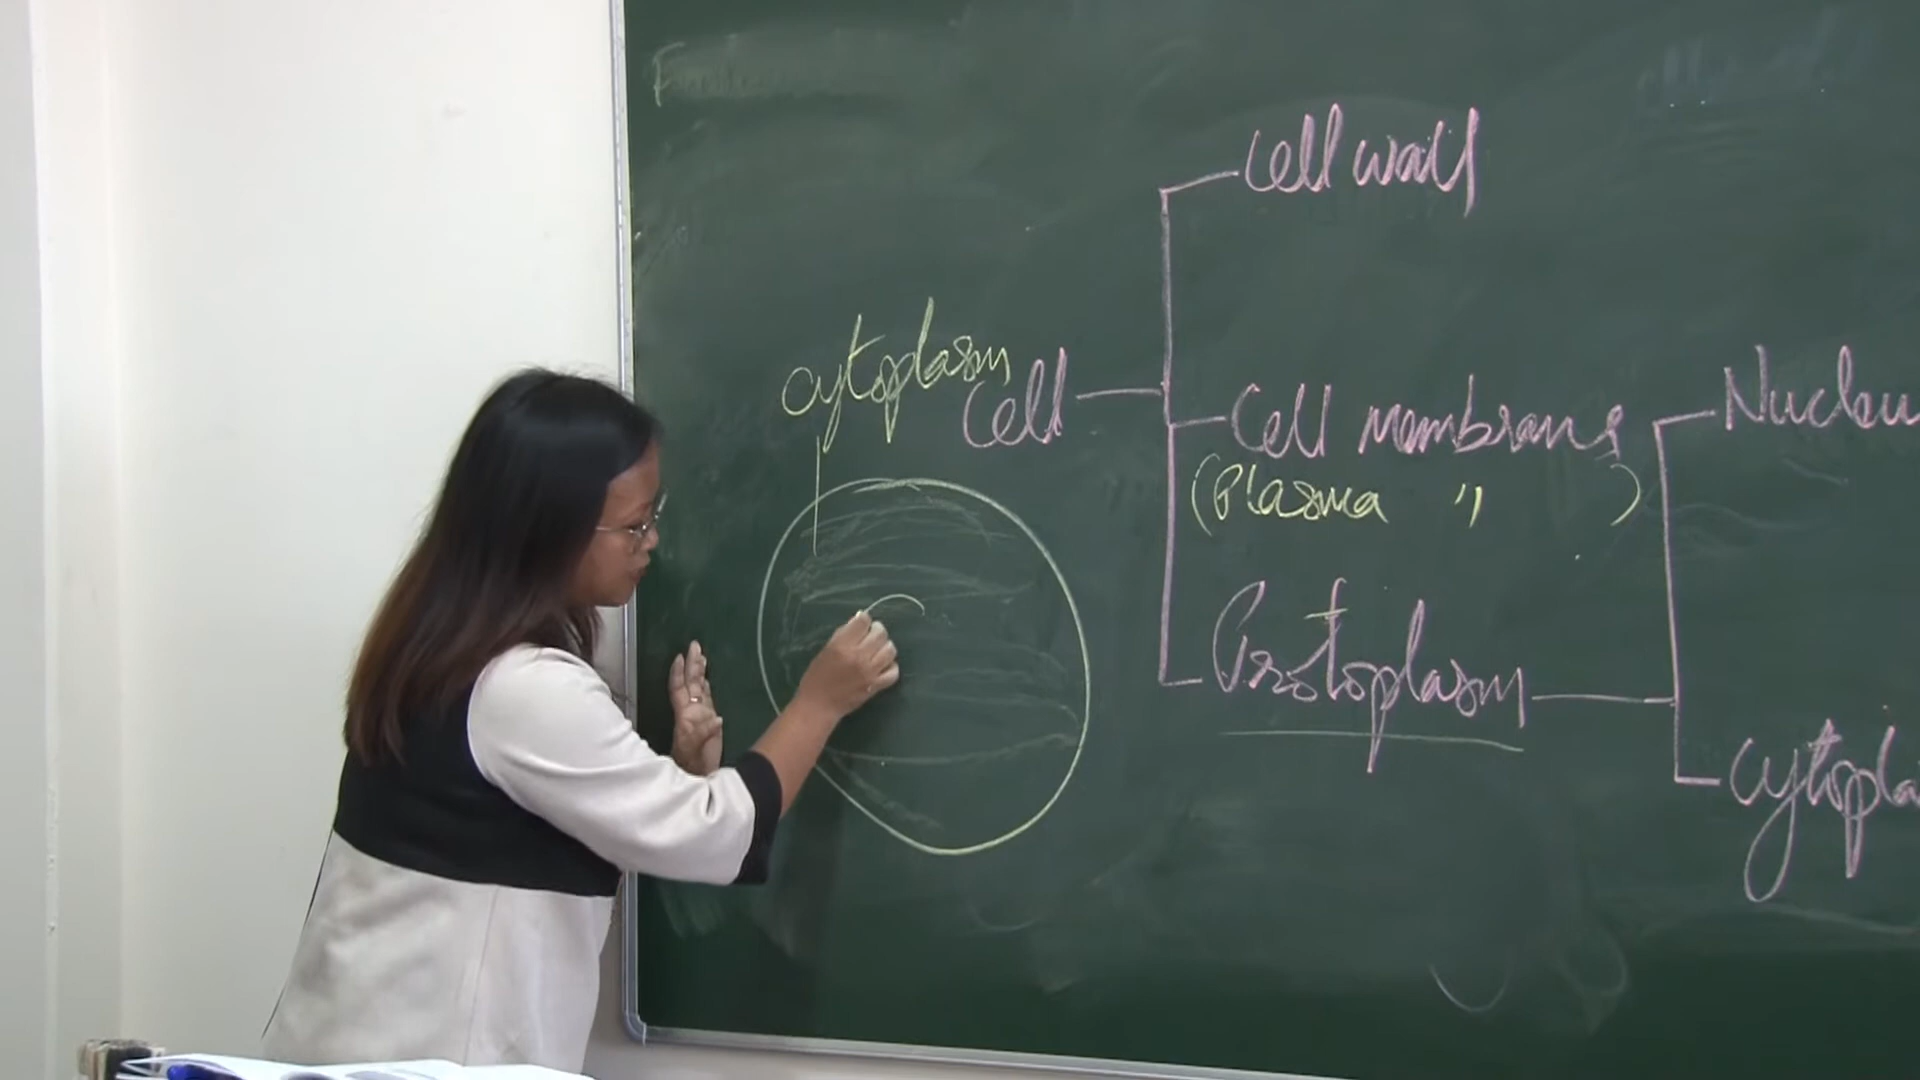 Cell wall
cytoplasm
Cell
Cell membrane
(Plasma " )
Nucleu
Protoplasm
Cytopla